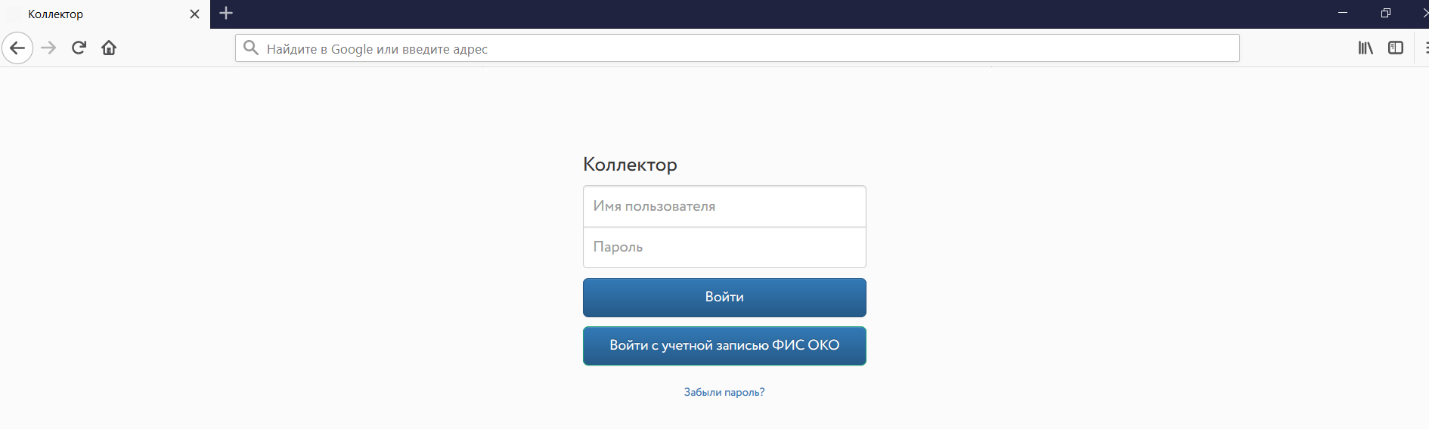 Коллектор
Найдите в Google или введите адрес
Коллектор
Имя пользователя
Пароль
Войти
Войти с учетной записью ФИС ОКО
Забыли пароль?